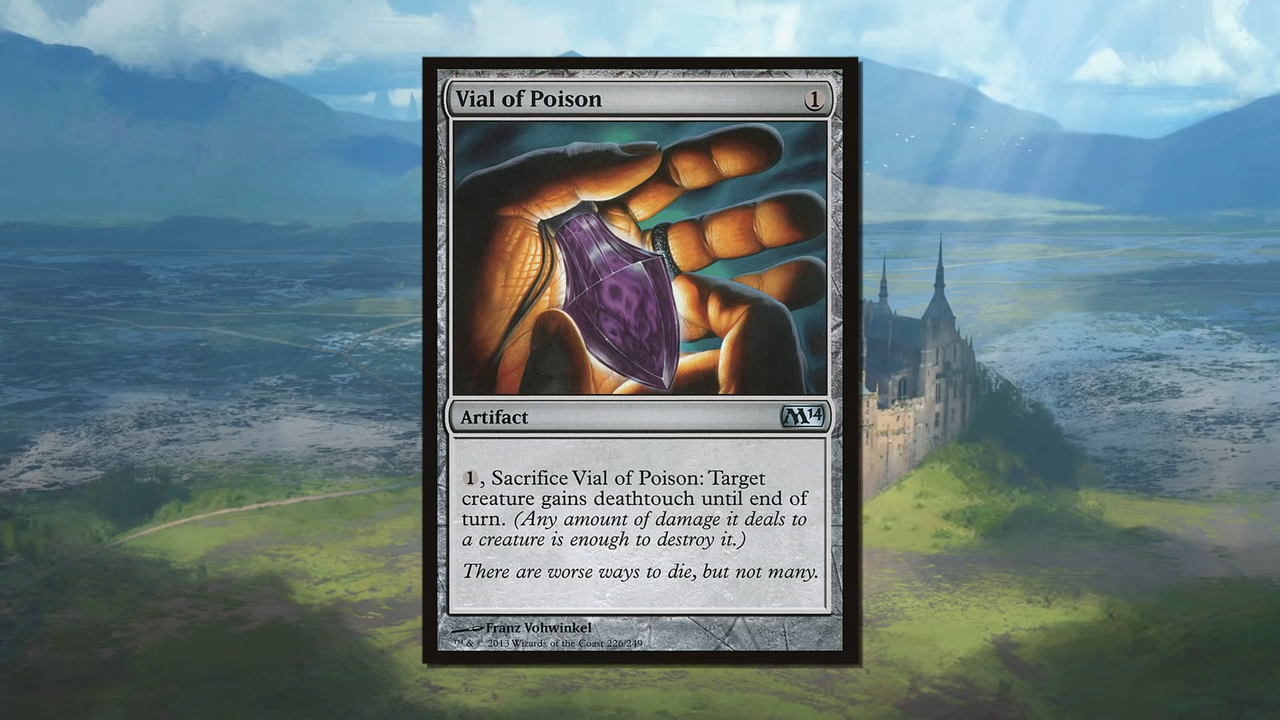 Vial of Poison 1
Artifact M14
1, Sacrifice Vial of Poison: Target
creature gains deathtouch until end of
turn. (Any amount of damage it deals to
a creature is enough to destroy it.)
There are worse ways to die, but not many.
Franz Vohwinkel
™ & © 2013 Wizards of the Coast 226/249